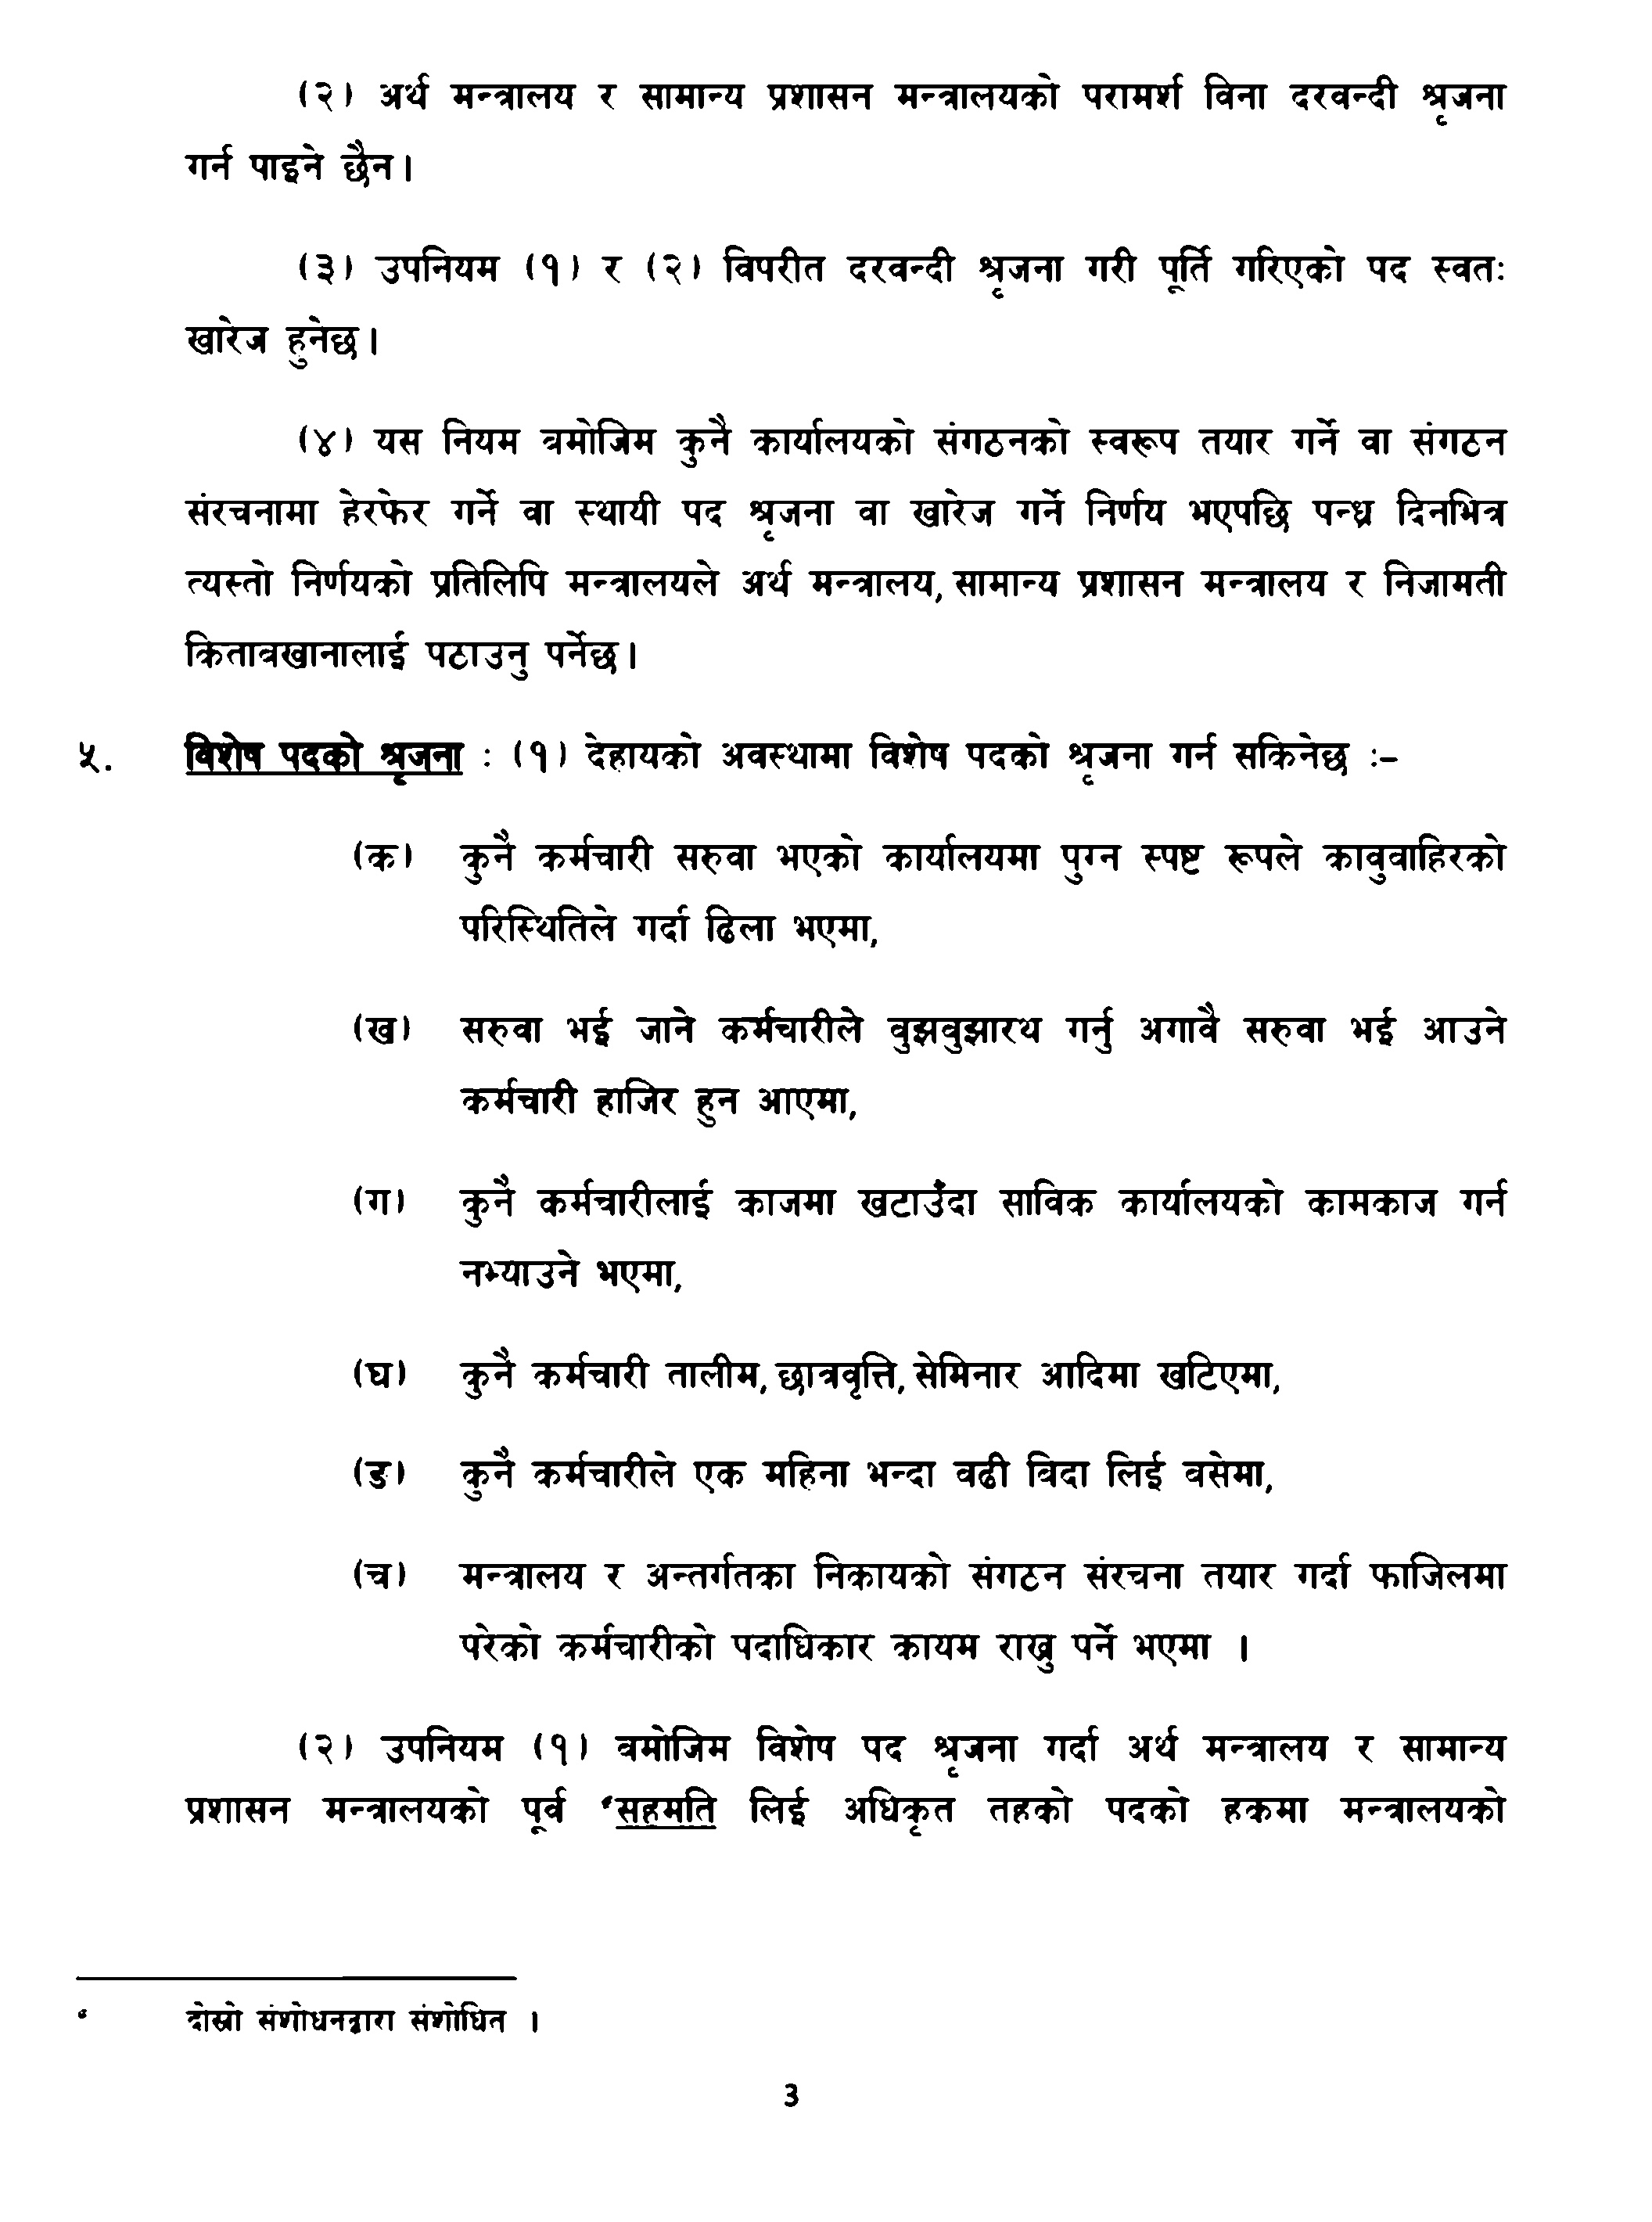 (२) अर्थ मन्त्रालय र सामान्य प्रशासन मन्त्रालयको परामर्श विना दरवन्दी श्रृजना
गर्न पाइने छैन।
(३) उपनियम (१) र (२) विपरीत दरवन्दी श्रृजना गरी पूर्ति गरिएको पद स्वतः
खारेज हुनेछ।
(४) यस नियम वमोजिम कुनै कार्यालयको संगठनको स्वरूप तयार गर्ने वा संगठन
संरचनामा हेरफेर गर्ने वा स्थायी पद श्रृजना वा खारेज गर्ने निर्णय भएपछि पन्ध्र दिनभित्र
त्यस्तो निर्णयको प्रतिलिपि मन्त्रालयले अर्थ मन्त्रालय, सामान्य प्रशासन मन्त्रालय र निजामती
कितावखानालाई पठाउनु पर्नेछ।
५. विशेष पदको श्रृजना : (१) देहायको अवस्थामा विशेष पदको श्रृजना गर्न सकिनेछ :–
(क) कुनै कर्मचारी सरुवा भएको कार्यालयमा पुग्न स्पष्ट रूपले कावुवाहिरको
परिस्थितिले गर्दा ढिला भएमा,
(ख) सरुवा भई जाने कर्मचारीले वुझवुझारथ गर्नु अगावै सरुवा भई आउने
कर्मचारी हाजिर हुन आएमा,
(ग) कुनै कर्मचारीलाई काजमा खटाउँदा साविक कार्यालयको कामकाज गर्न
नभ्याउने भएमा,
(घ) कुनै कर्मचारी तालीम, छात्रवृत्ति, सेमिनार आदिमा खटिएमा,
(ङ) कुनै कर्मचारीले एक महिना भन्दा वढी विदा लिई वसेमा,
(च) मन्त्रालय र अन्तर्गतका निकायको संगठन संरचना तयार गर्दा फाजिलमा
परेको कर्मचारीको पदाधिकार कायम राख्नु पर्ने भएमा ।
(२) उपनियम (१) वमोजिम विशेष पद श्रृजना गर्दा अर्थ मन्त्रालय र सामान्य
प्रशासन मन्त्रालयको पूर्व •सहमति लिई अधिकृत तहको पदको हकमा मन्त्रालयको
• दोस्रो संशोधनद्वारा संशोधित ।
३